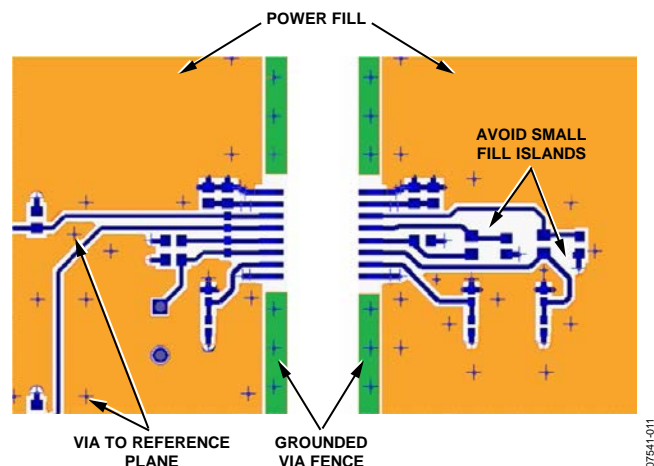 POWER FILL
AVOID SMALL
FILL ISLANDS
VIA TO REFERENCE
PLANE
GROUNDED
VIA FENCE
07541-011